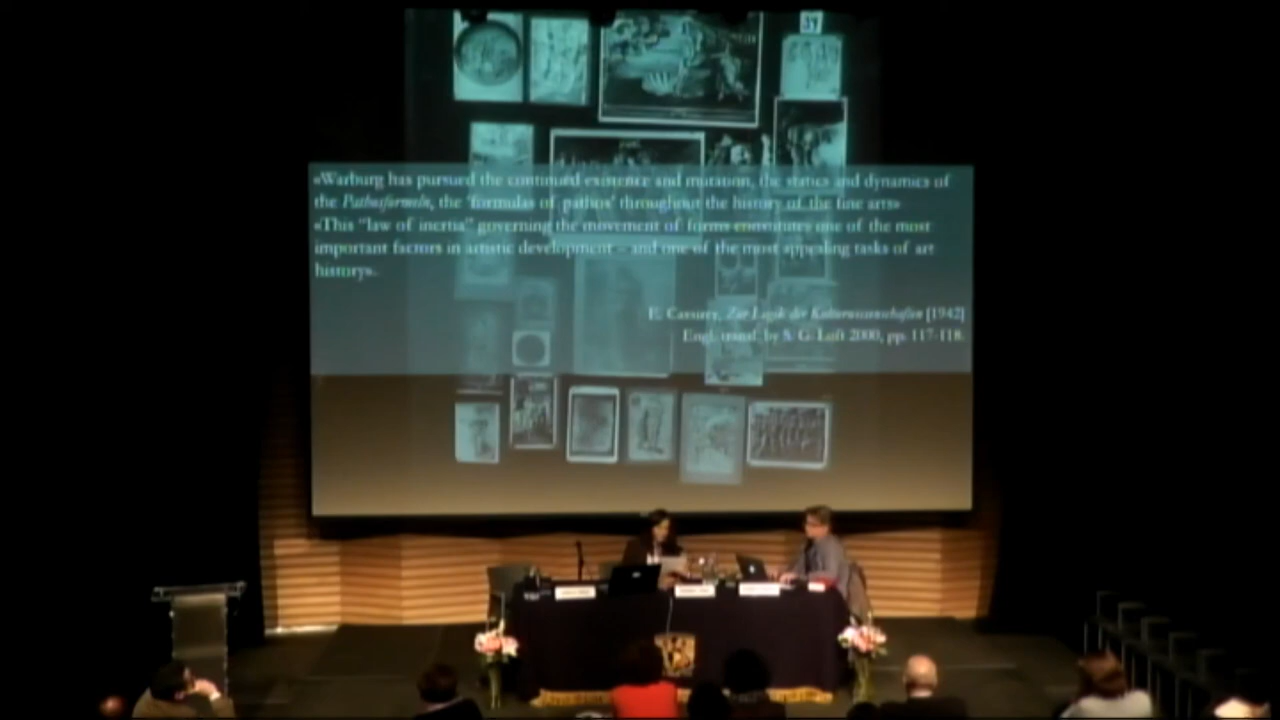 39
«Warburg has pursued the continued existence and mutation, the statics and dynamics of
the Pathosformeln, the 'formulas of pathos' throughout the history of the fine arts»
«This "law of inertia" governing the movement of forms constitutes one of the most
important factors in artistic development – and one of the most appealing tasks of art
history».
E. Cassirer, Zur Logik der Kulturwissenschaften [1942]
Engl. transl. by S. G. Loft 2000, pp. 117-118.